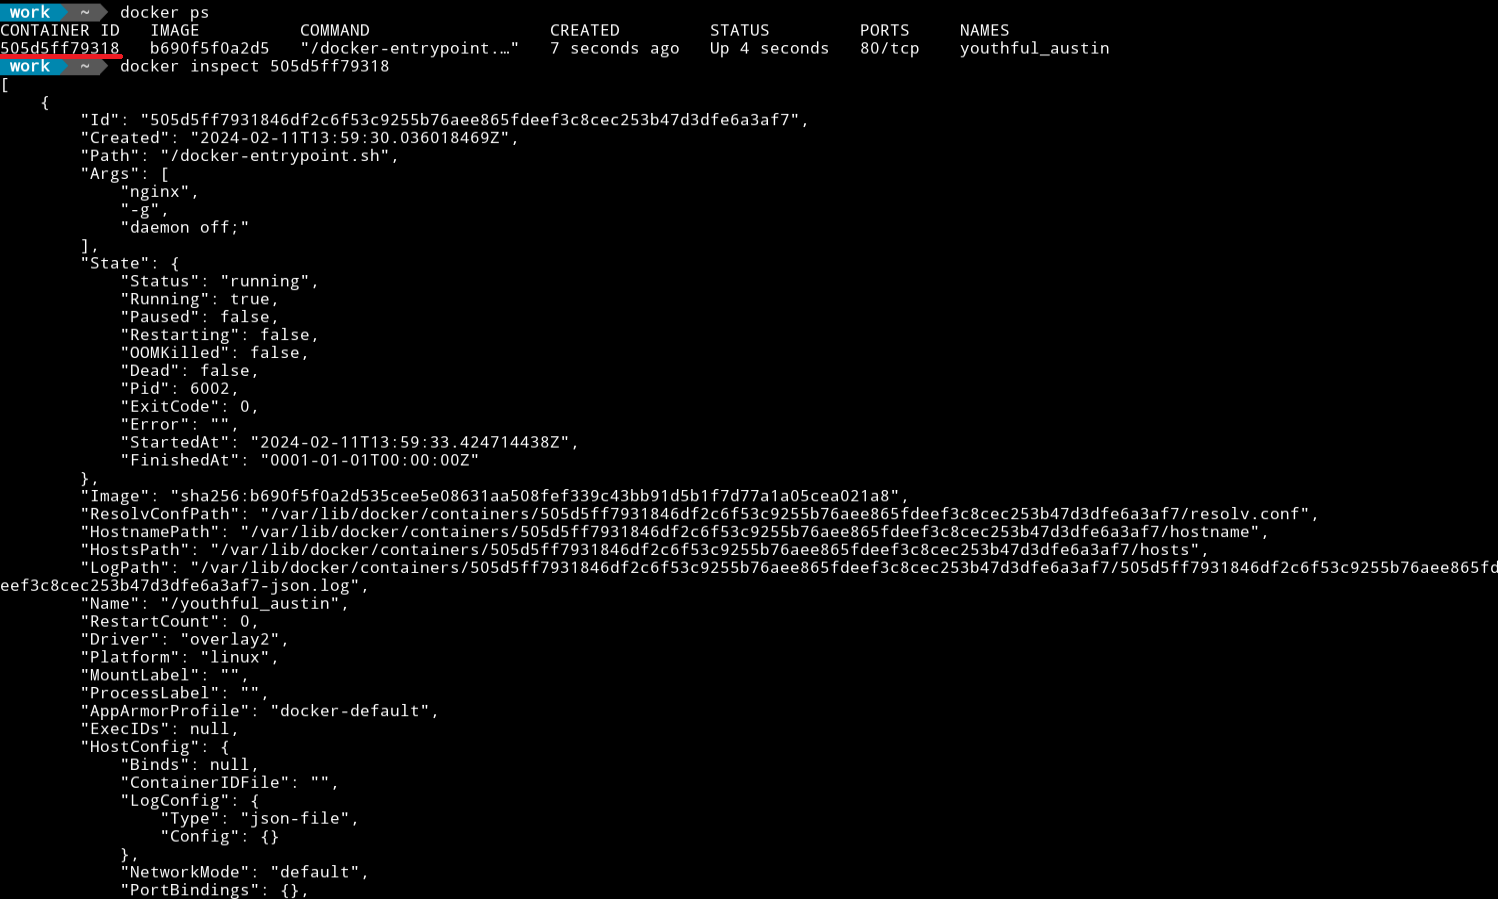 work ~ docker ps
CONTAINER ID   IMAGE          COMMAND                  CREATED         STATUS         PORTS     NAMES
505d5ff79318   b690f5f0a2d5   "/docker-entrypoint.…"   7 seconds ago   Up 4 seconds   80/tcp    youthful_austin
work ~ docker inspect 505d5ff79318
[
    {
        "Id": "505d5ff7931846df2c6f53c9255b76aee865fdeef3c8cec253b47d3dfe6a3af7",
        "Created": "2024-02-11T13:59:30.036018469Z",
        "Path": "/docker-entrypoint.sh",
        "Args": [
            "nginx",
            "-g",
            "daemon off;"
        ],
        "State": {
            "Status": "running",
            "Running": true,
            "Paused": false,
            "Restarting": false,
            "OOMKilled": false,
            "Dead": false,
            "Pid": 6002,
            "ExitCode": 0,
            "Error": "",
            "StartedAt": "2024-02-11T13:59:33.424714438Z",
            "FinishedAt": "0001-01-01T00:00:00Z"
        },
        "Image": "sha256:b690f5f0a2d535cee5e08631aa508fef339c43bb91d5b1f7d77a1a05cea021a8",
        "ResolvConfPath": "/var/lib/docker/containers/505d5ff7931846df2c6f53c9255b76aee865fdeef3c8cec253b47d3dfe6a3af7/resolv.conf",
        "HostnamePath": "/var/lib/docker/containers/505d5ff7931846df2c6f53c9255b76aee865fdeef3c8cec253b47d3dfe6a3af7/hostname",
        "HostsPath": "/var/lib/docker/containers/505d5ff7931846df2c6f53c9255b76aee865fdeef3c8cec253b47d3dfe6a3af7/hosts",
        "LogPath": "/var/lib/docker/containers/505d5ff7931846df2c6f53c9255b76aee865fdeef3c8cec253b47d3dfe6a3af7/505d5ff7931846df2c6f53c9255b76aee865fd
eef3c8cec253b47d3dfe6a3af7-json.log",
        "Name": "/youthful_austin",
        "RestartCount": 0,
        "Driver": "overlay2",
        "Platform": "linux",
        "MountLabel": "",
        "ProcessLabel": "",
        "AppArmorProfile": "docker-default",
        "ExecIDs": null,
        "HostConfig": {
            "Binds": null,
            "ContainerIDFile": "",
            "LogConfig": {
                "Type": "json-file",
                "Config": {}
            },
            "NetworkMode": "default",
            "PortBindings": {},